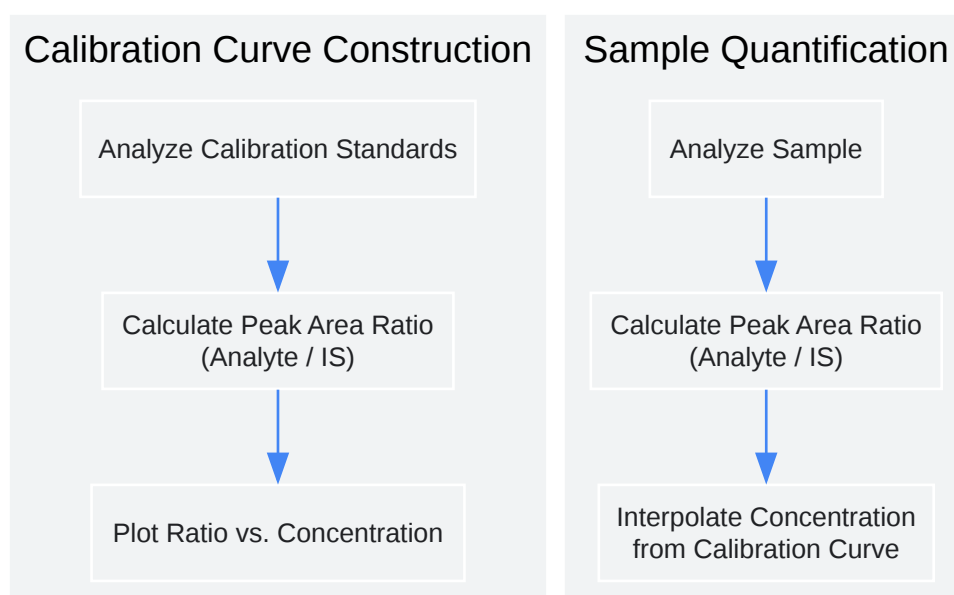 Calibration Curve Construction
Analyze Calibration Standards
Calculate Peak Area Ratio
(Analyte / IS)
Plot Ratio vs. Concentration
Sample Quantification
Analyze Sample
Calculate Peak Area Ratio
(Analyte / IS)
Interpolate Concentration
from Calibration Curve